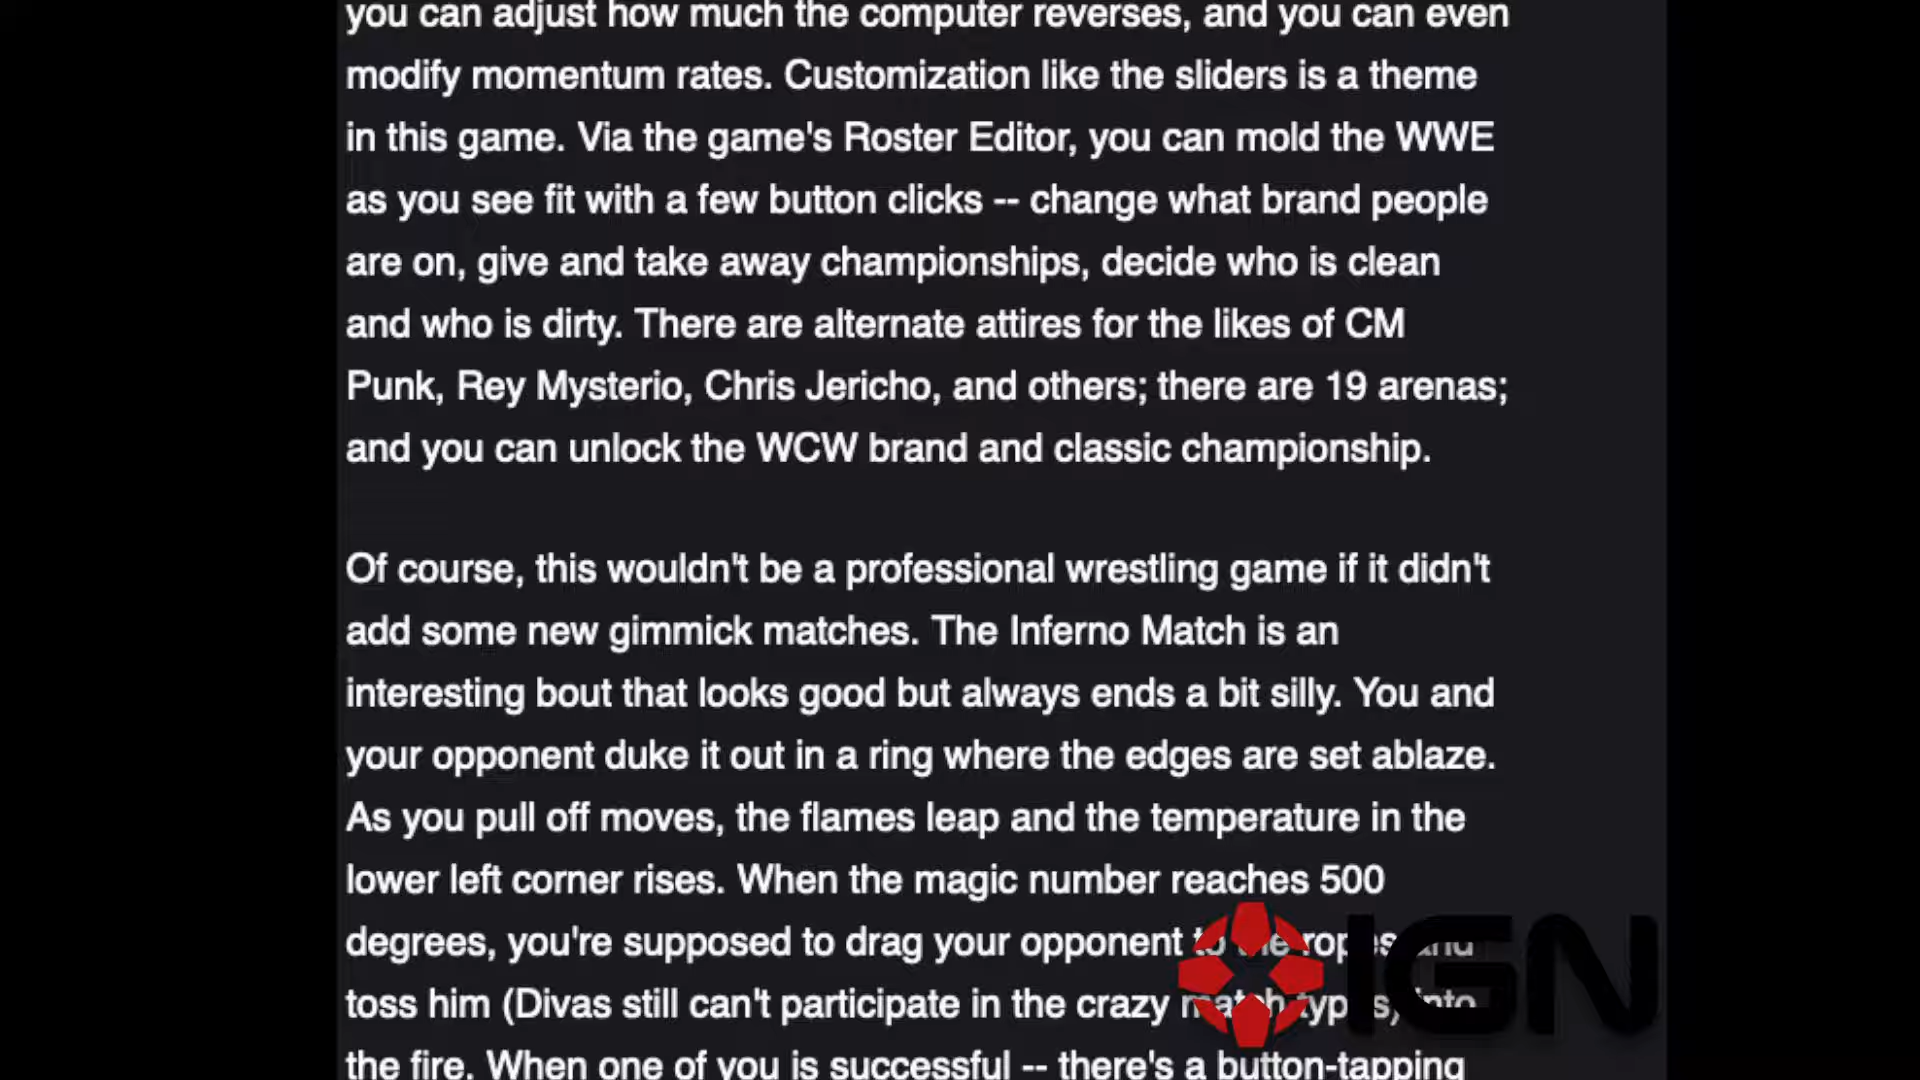 you can adjust how much the computer reverses, and you can even
modify momentum rates. Customization like the sliders is a theme
in this game. Via the game's Roster Editor, you can mold the WWE
as you see fit with a few button clicks -- change what brand people
are on, give and take away championships, decide who is clean
and who is dirty. There are alternate attires for the likes of CM
Punk, Rey Mysterio, Chris Jericho, and others; there are 19 arenas;
and you can unlock the WCW brand and classic championship.
Of course, this wouldn't be a professional wrestling game if it didn't
add some new gimmick matches. The Inferno Match is an
interesting bout that looks good but always ends a bit silly. You and
your opponent duke it out in a ring where the edges are set ablaze.
As you pull off moves, the flames leap and the temperature in the
lower left corner rises. When the magic number reaches 500
degrees, you're supposed to drag your opponent to the ropes and
toss him (Divas still can't participate in the crazy match types) into
the fire. When one of you is successful -- there's a button-tapping
IGN